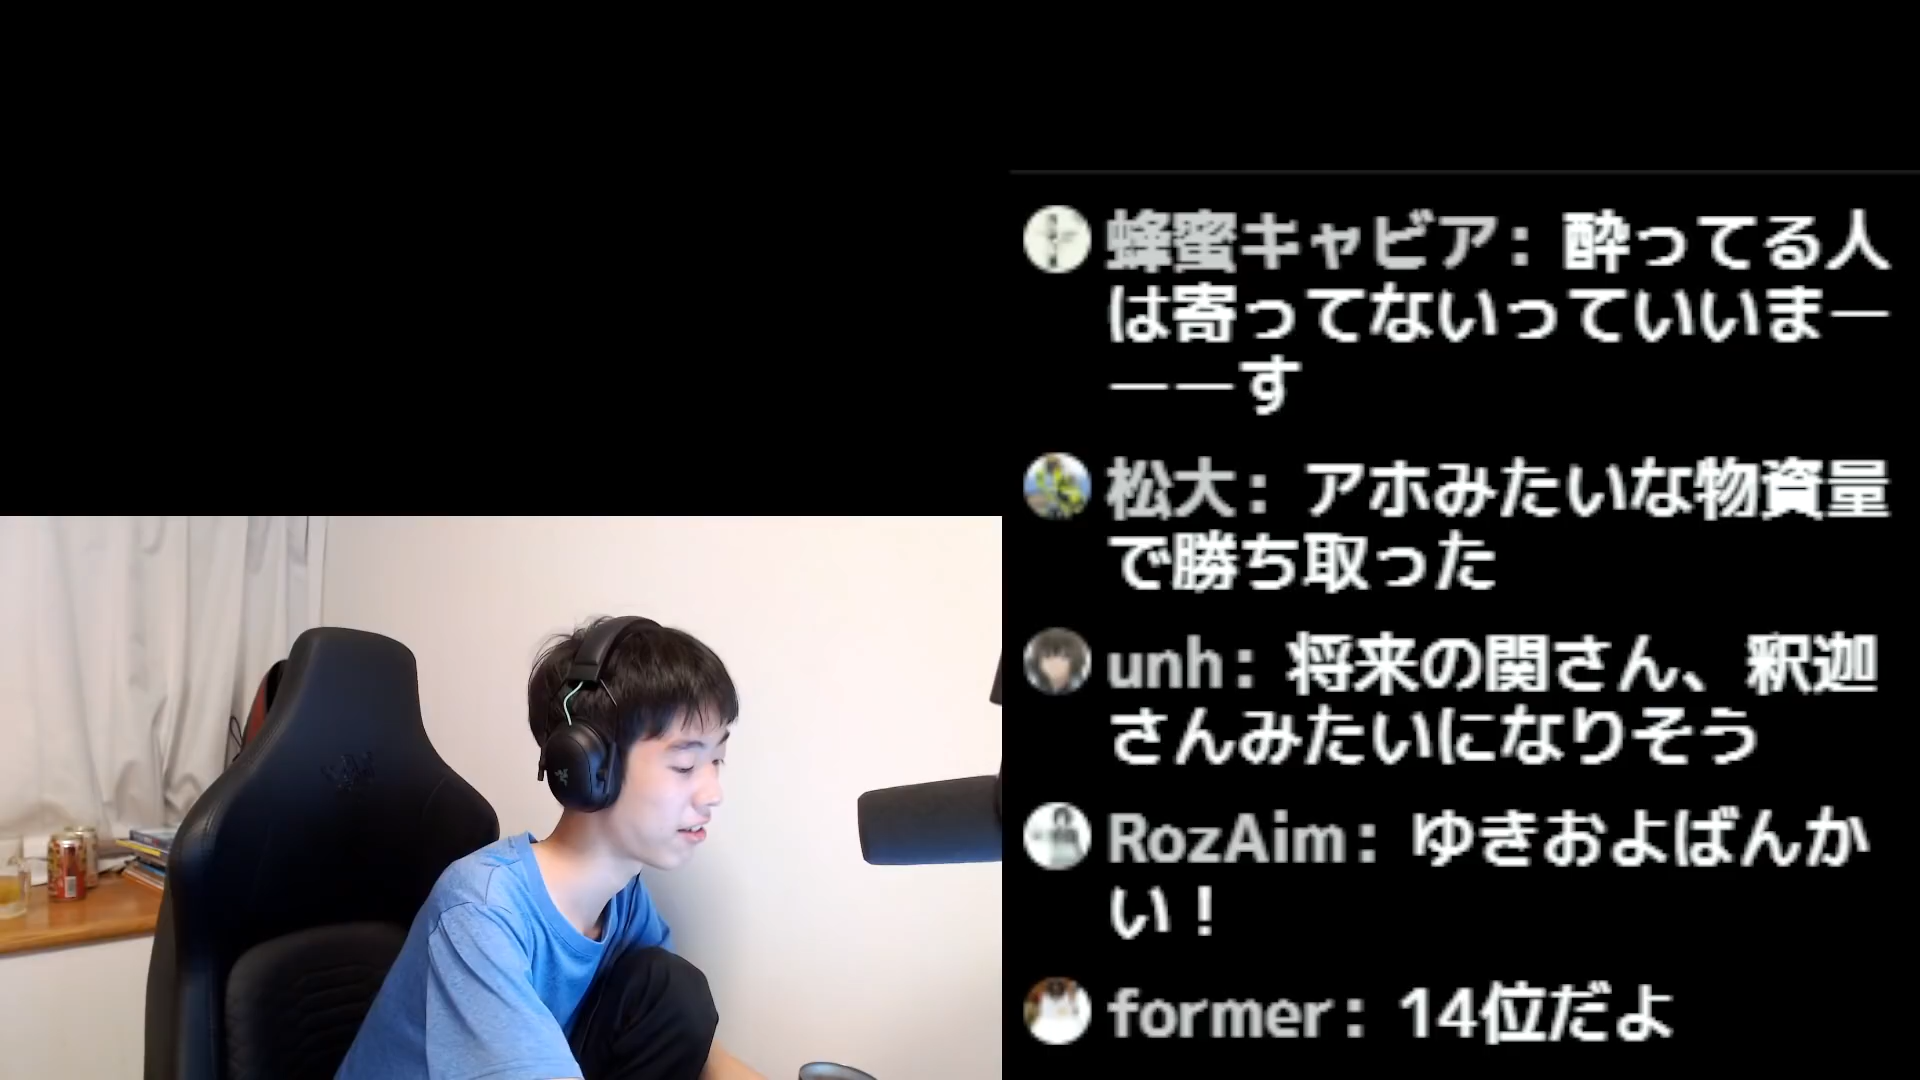 蜂蜜キャビア: 酔ってる人
は寄ってないっていいまー
ーーす
松大: アホみたいな物資量
で勝ち取った
unh: 将来の関さん、釈迦
さんみたいになりそう
RozAim: ゆきおよばんか
い！
former: 14位だよ